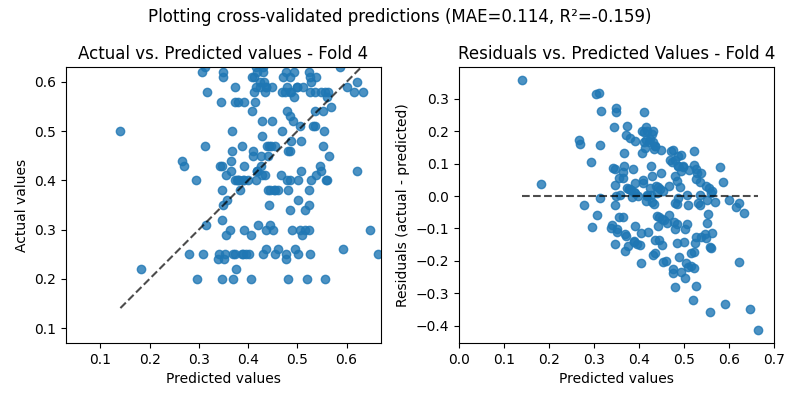 Plotting cross-validated predictions (MAE=0.114, R²=-0.159)
Actual vs. Predicted values - Fold 4
Residuals vs. Predicted Values - Fold 4
Actual values
0.6
0.5
0.4
0.3
0.2
0.1
0.1 0.2 0.3 0.4 0.5 0.6
Predicted values
Residuals (actual - predicted)
0.3
0.2
0.1
0.0
−0.1
−0.2
−0.3
−0.4
0.0 0.1 0.2 0.3 0.4 0.5 0.6 0.7
Predicted values